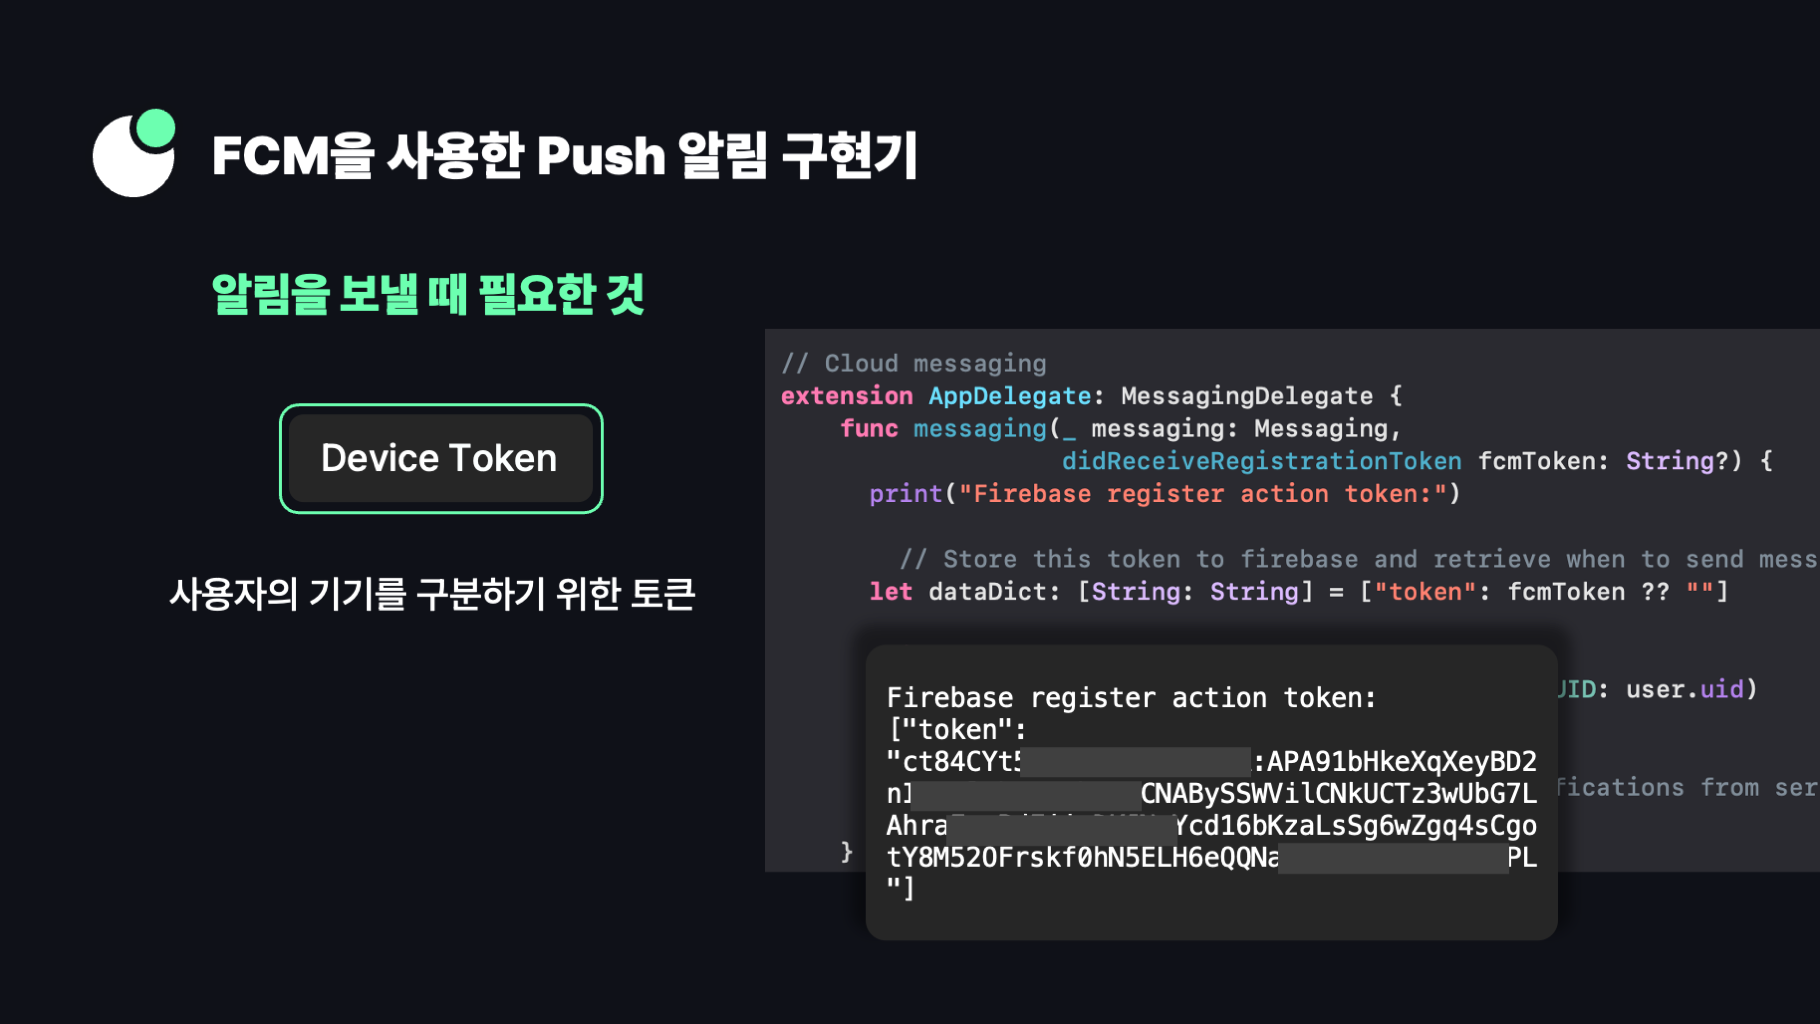 FCM을 사용한 Push 알림 구현기
알림을 보낼 때 필요한 것
Device Token
사용자의 기기를 구분하기 위한 토큰
// Cloud messaging
extension AppDelegate: MessagingDelegate {
func messaging(_ messaging: Messaging,
didReceiveRegistrationToken fcmToken: String?) {
print("Firebase register action token:")
// Store this token to firebase and retrieve when to send mess
let dataDict: [String: String] = ["token": fcmToken ?? ""]
UID: user.uid)
fications from ser
}
Firebase register action token:
["token":
"ct84CYt5 :APA91bHkeXqXeyBD2
nI CNABySSWVilCNkUCTz3wUbG7L
Ahra Ycd16bKzaLsSg6wZgq4sCgo
tY8M52OFrskf0hN5ELH6eQQNa PL
"]